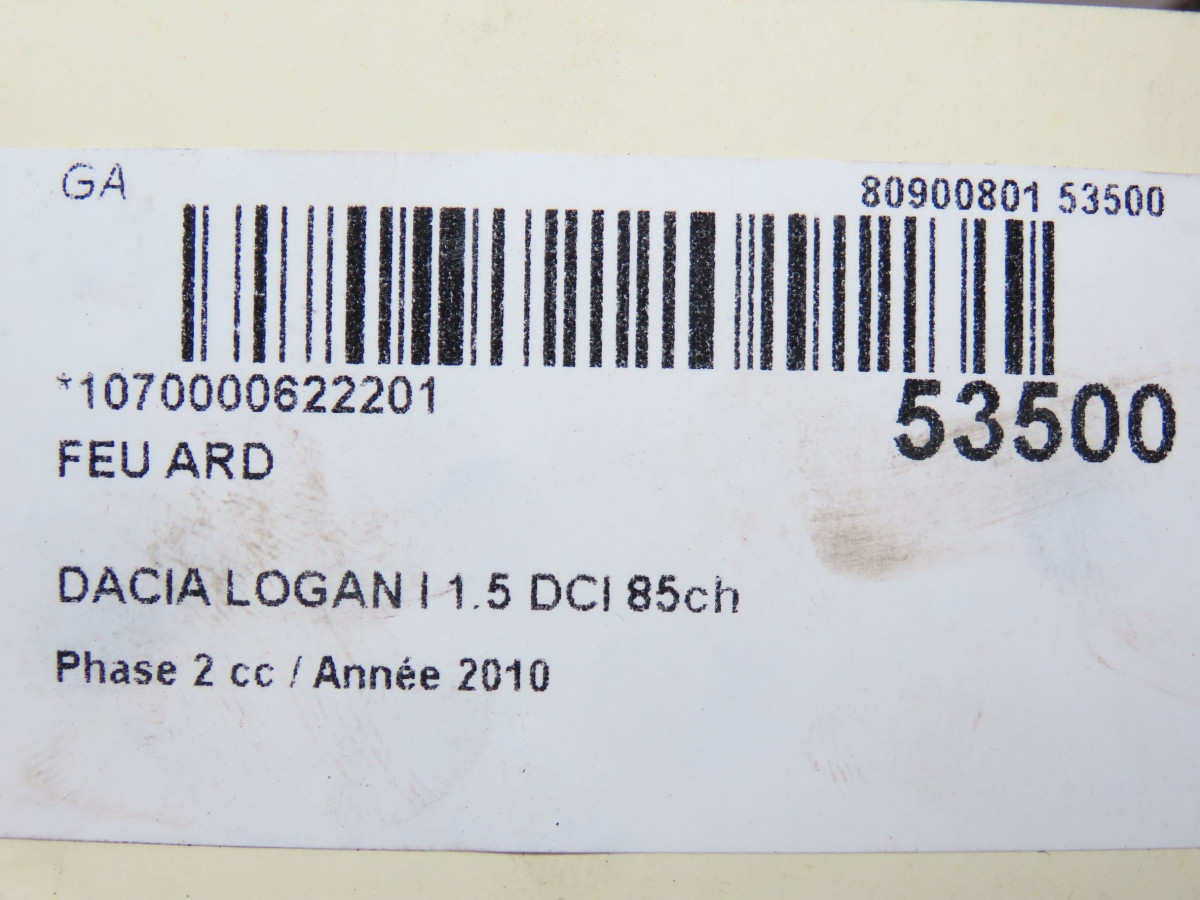 GA
80900801 53500
*1070000622201
53500
FEU ARD
DACIA LOGAN I 1.5 DCI 85ch
Phase 2 cc / Année 2010